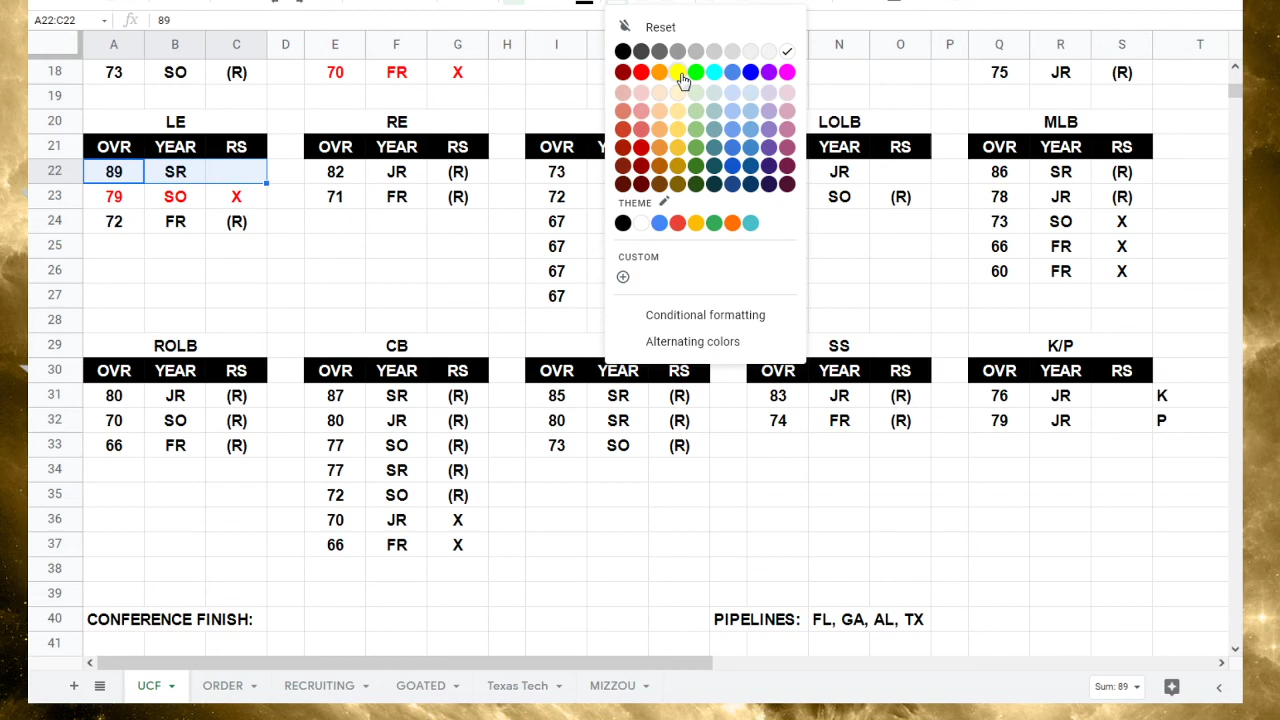 A22:C22 fx 89
Reset
A B C D E F G H I N O P Q R S T
18 73 SO (R) 70 FR X 75 JR (R)
19
20 LE RE LOLB MLB
21 OVR YEAR RS OVR YEAR RS OVR YEAR RS OVR YEAR RS
22 89 SR 82 JR (R) 73 JR 86 SR (R)
23 79 SO X 71 FR (R) 72 SO (R) 78 JR (R)
24 72 FR (R) 67 73 SO X
THEME
25 67 66 FR X
26 67 60 FR X
CUSTOM
27 67
28
Conditional formatting
Alternating colors
29 ROLB CB SS K/P
30 OVR YEAR RS OVR YEAR RS OVR YEAR RS OVR YEAR RS OVR YEAR RS
31 80 JR (R) 87 SR (R) 85 SR (R) 83 JR (R) 76 JR K
32 70 SO (R) 80 JR (R) 80 SR (R) 74 FR (R) 79 JR P
33 66 FR (R) 77 SO (R) 73 SO (R)
34 77 SR (R)
35 72 SO (R)
36 70 JR X
37 66 FR X
38
39
40 CONFERENCE FINISH: PIPELINES: FL, GA, AL, TX
41
UCF ORDER RECRUITING GOATED Texas Tech MIZZOU Sum: 89